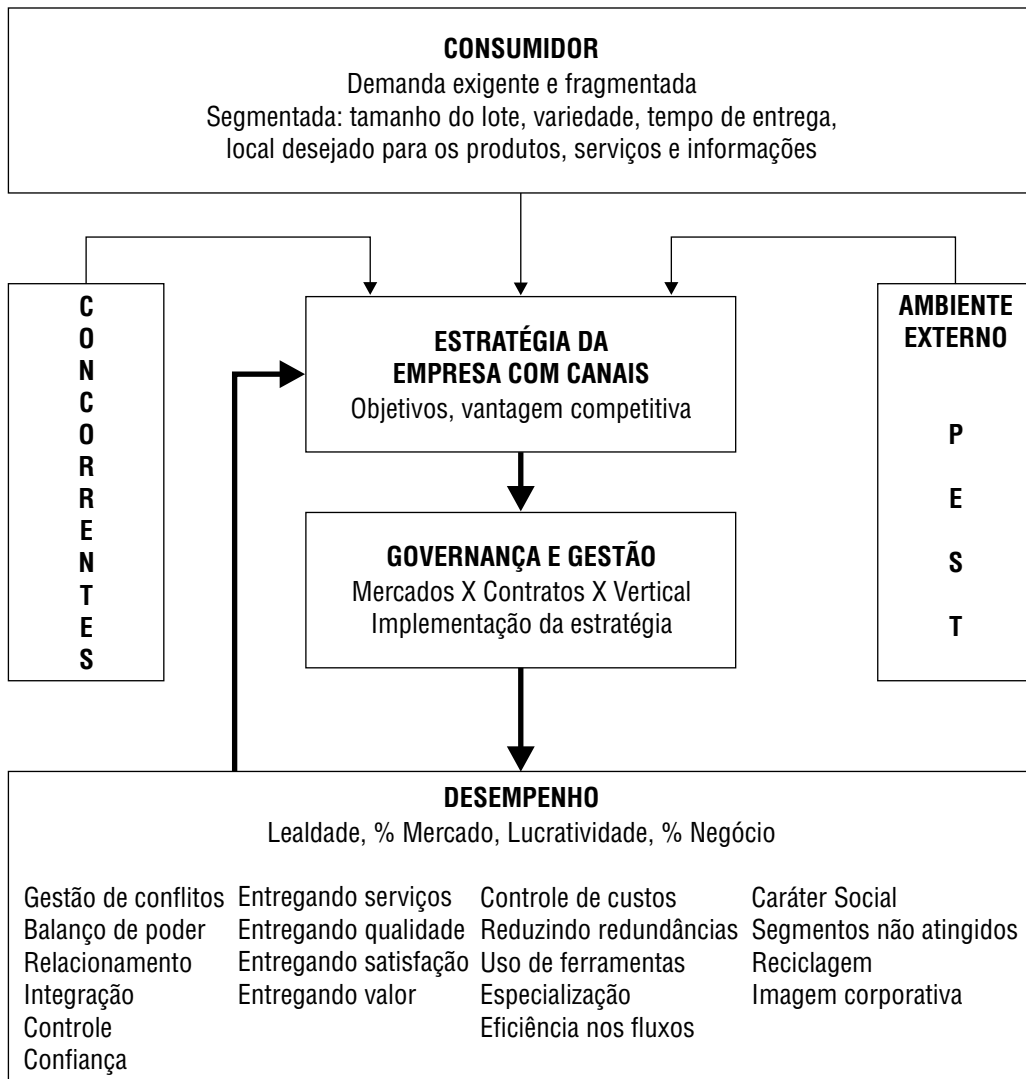 CONSUMIDOR
Demanda exigente e fragmentada
Segmentada: tamanho do lote, variedade, tempo de entrega,
local desejado para os produtos, serviços e informações
CONCORRENTES
ESTRATÉGIA DA
EMPRESA COM CANAIS
Objetivos, vantagem competitiva
AMBIENTE
EXTERNO
P
E
S
T
GOVERNANÇA E GESTÃO
Mercados X Contratos X Vertical
Implementação da estratégia
DESEMPENHO
Lealdade, % Mercado, Lucratividade, % Negócio
Gestão de conflitos
Balanço de poder
Relacionamento
Integração
Controle
Confiança
Entregando serviços
Entregando qualidade
Entregando satisfação
Entregando valor
Controle de custos
Reduzindo redundâncias
Uso de ferramentas
Especialização
Eficiência nos fluxos
Caráter Social
Segmentos não atingidos
Reciclagem
Imagem corporativa